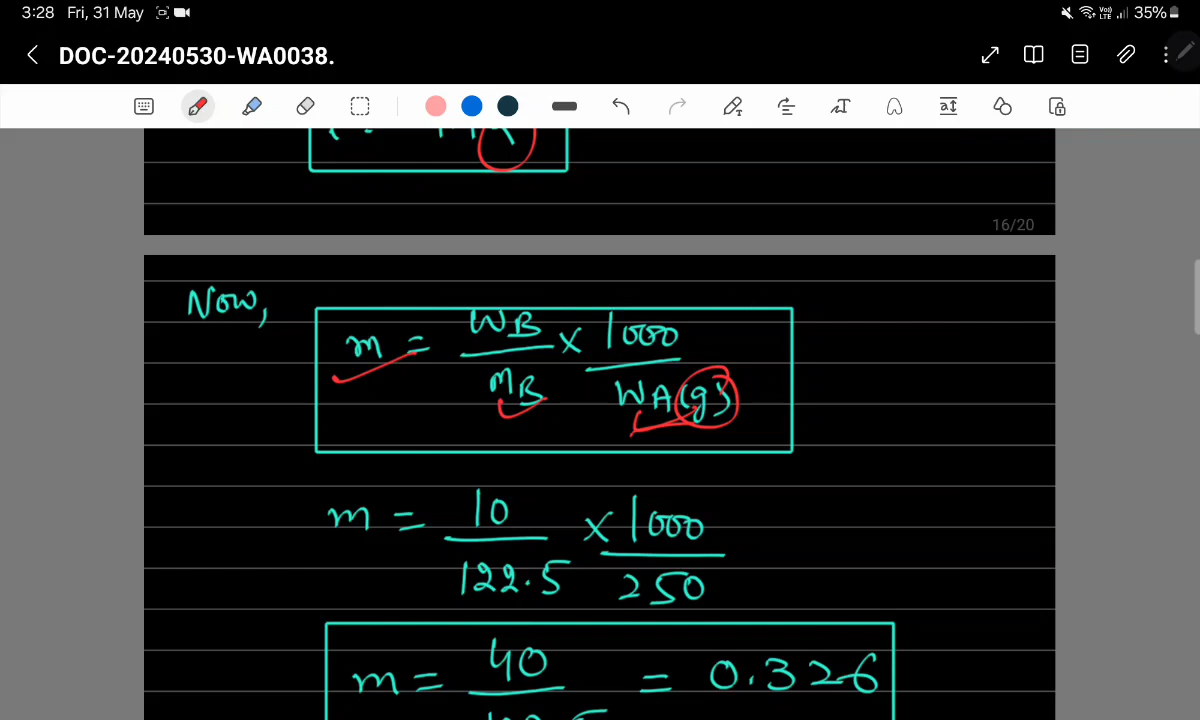 3:28 Fri, 31 May 35%
DOC-20240530-WA0038.
16/20
Now,
m = WB/MB × 1000/WA(g)
m = 10/122.5 × 1000/250
m = 40/ = 0.326